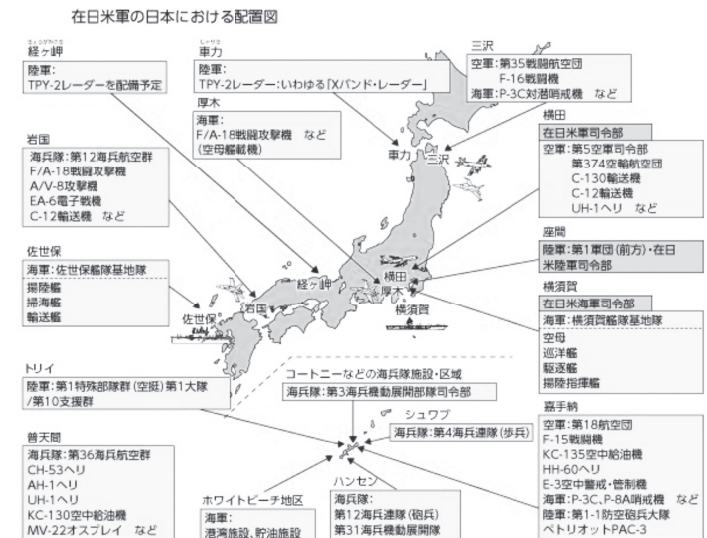 在日米軍の日本における配置図
経ヶ岬
陸軍：
TPY-2レーダーを配備予定
車力
陸軍：
TPY-2レーダー：いわゆる「Xバンド・レーダー」
三沢
空軍：第35戦闘航空団
F-16戦闘機
海軍：P-3C対潜哨戒機　など
厚木
海軍：
F/A-18戦闘攻撃機　など
（空母艦載機）
横田
在日米軍司令部
空軍：第5空軍司令部
第374空輸航空団
C-130輸送機
C-12輸送機
UH-1ヘリ　など
岩国
海兵隊：第12海兵航空群
F/A-18戦闘攻撃機
A/V-8攻撃機
EA-6電子戦機
C-12輸送機　など
座間
陸軍：第1軍団（前方）・在日
米陸軍司令部
佐世保
海軍：佐世保艦隊基地隊
揚陸艦
掃海艦
輸送艦
横須賀
在日米海軍司令部
海軍：横須賀艦隊基地隊
空母
巡洋艦
駆逐艦
揚陸指揮艦
車力
三沢
経ヶ岬
横田
厚木
岩国
佐世保
横須賀
トリイ
陸軍：第1特殊部隊群（空挺）第1大隊
/第10支援群
コートニーなどの海兵隊施設・区域
海兵隊：第3海兵機動展開部隊司令部
シュワブ
海兵隊：第4海兵連隊（歩兵）
嘉手納
空軍：第18航空団
F-15戦闘機
KC-135空中給油機
HH-60ヘリ
E-3空中警戒・管制機
海軍：P-3C、P-8A哨戒機　など
陸軍：第1-1防空砲兵大隊
ペトリオットPAC-3
普天間
海兵隊：第36海兵航空群
CH-53ヘリ
AH-1ヘリ
UH-1ヘリ
KC-130空中給油機
MV-22オスプレイ　など
ホワイトビーチ地区
海軍：
港湾施設、貯油施設
ハンセン
海兵隊：
第12海兵連隊（砲兵）
第31海兵機動展開隊